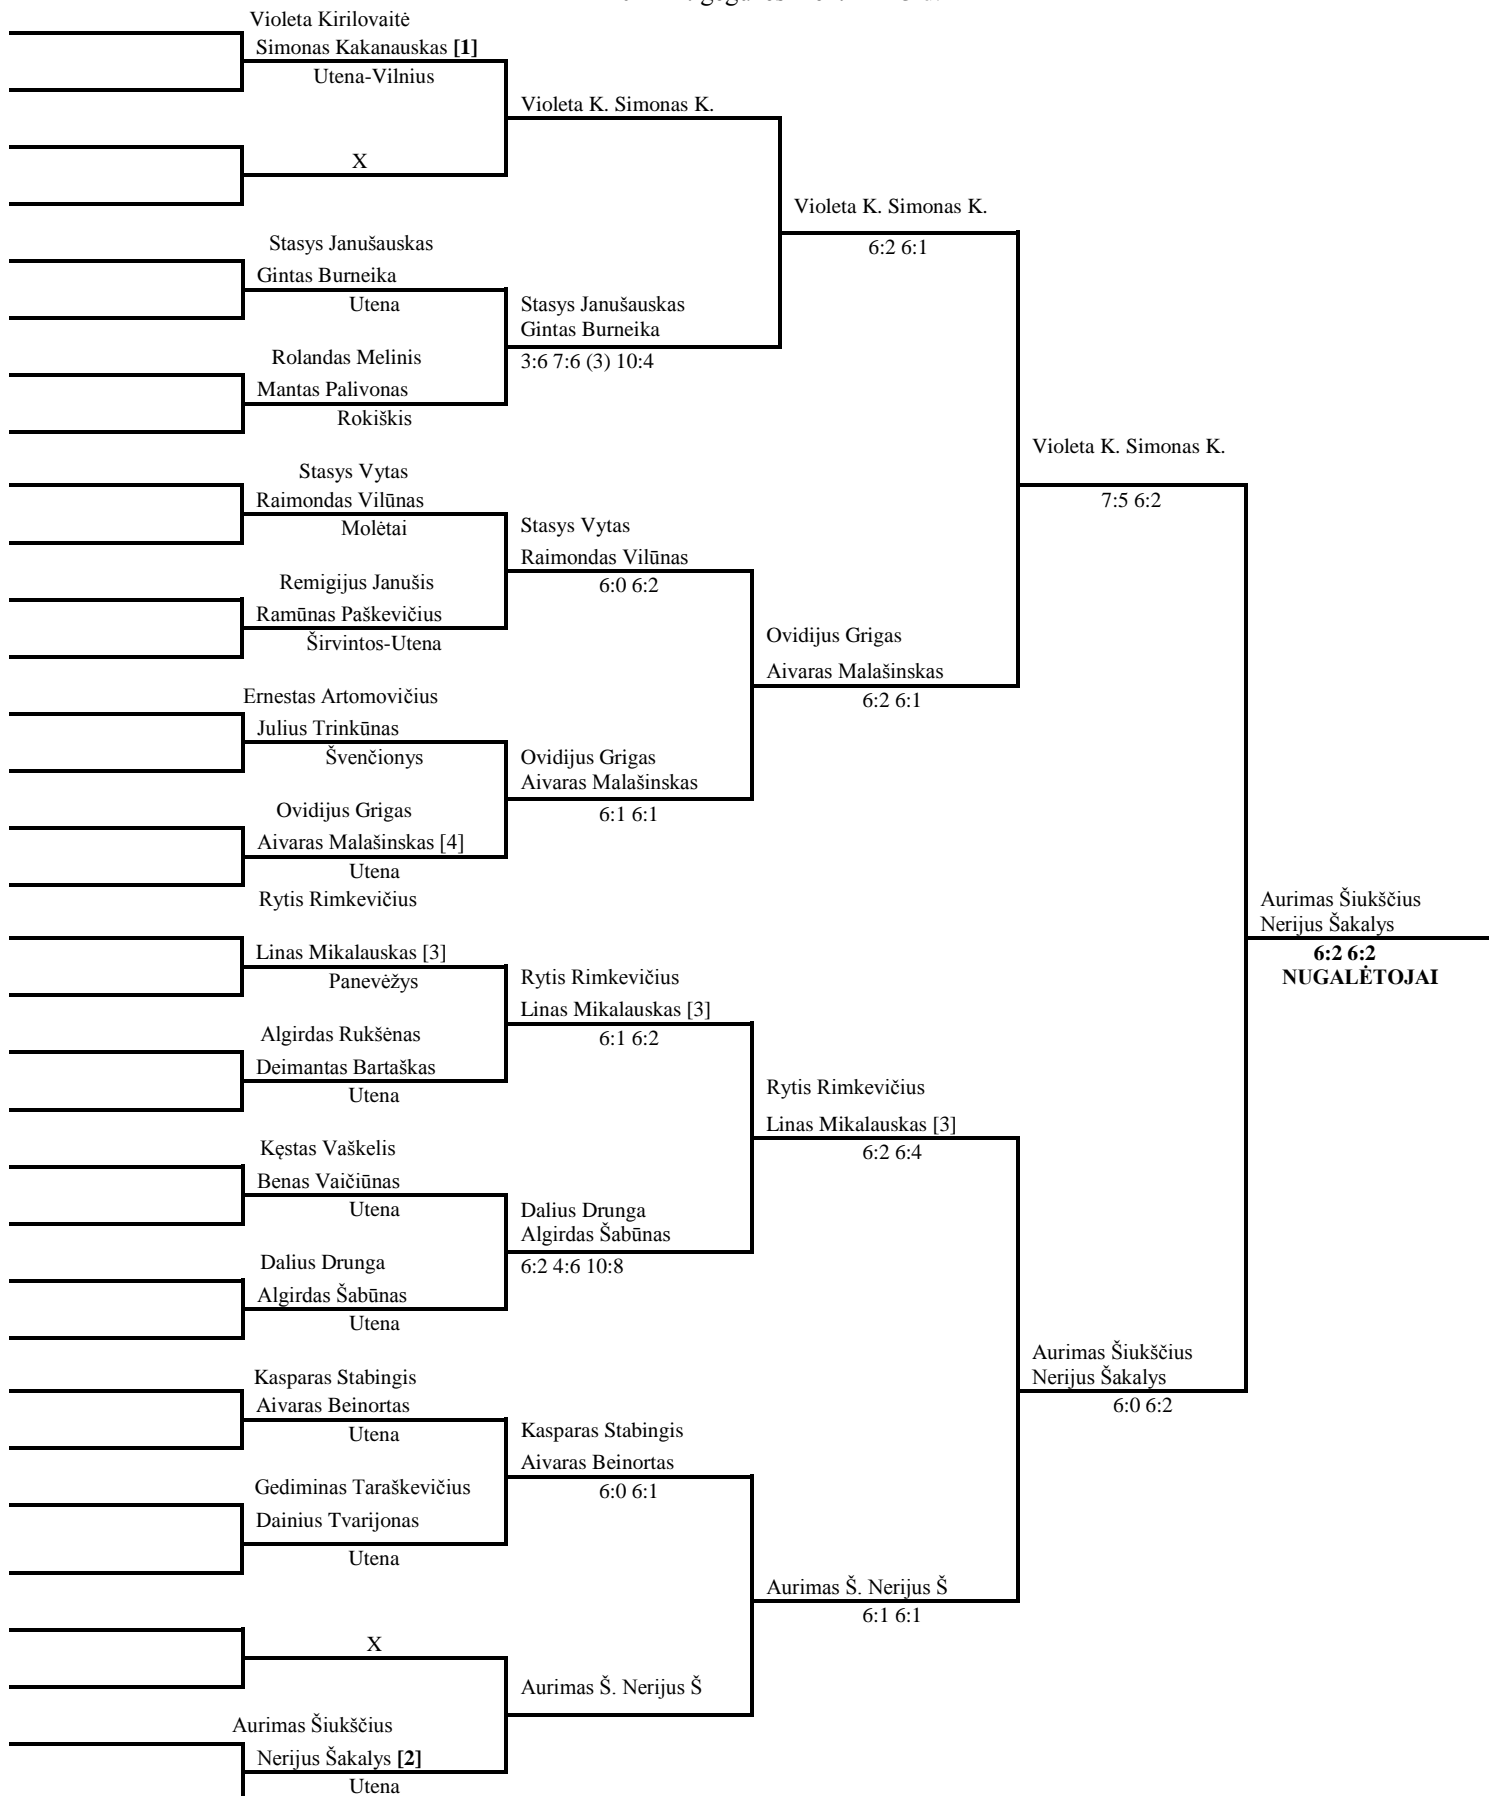 Violeta Kirilovaitė
Simonas Kakanauskas [1]
Utena-Vilnius
X
Stasys Janušauskas
Gintas Burneika
Utena
Rolandas Melinis
Mantas Palivonas
Rokiškis
Stasys Vytas
Raimondas Vilūnas
Molėtai
Remigijus Janušis
Ramūnas Paškevičius
Širvintos-Utena
Ernestas Artomovičius
Julius Trinkūnas
Švenčionys
Ovidijus Grigas
Aivaras Malašinskas [4]
Utena
Rytis Rimkevičius
Linas Mikalauskas [3]
Panevėžys
Algirdas Rukšėnas
Deimantas Bartaškas
Utena
Kęstas Vaškelis
Benas Vaičiūnas
Utena
Dalius Drunga
Algirdas Šabūnas
Utena
Kasparas Stabingis
Aivaras Beinortas
Utena
Gediminas Taraškevičius
Dainius Tvarijonas
Utena
X
Aurimas Šiukščius
Nerijus Šakalys [2]
Utena
Violeta K. Simonas K.
Stasys Janušauskas
Gintas Burneika
3:6 7:6 (3) 10:4
Stasys Vytas
Raimondas Vilūnas
6:0 6:2
Ovidijus Grigas
Aivaras Malašinskas
6:1 6:1
Rytis Rimkevičius
Linas Mikalauskas [3]
6:1 6:2
Dalius Drunga
Algirdas Šabūnas
6:2 4:6 10:8
Kasparas Stabingis
Aivaras Beinortas
6:0 6:1
Aurimas Š. Nerijus Š
Violeta K. Simonas K.
6:2 6:1
Ovidijus Grigas
Aivaras Malašinskas
6:2 6:1
Rytis Rimkevičius
Linas Mikalauskas [3]
6:2 6:4
Aurimas Š. Nerijus Š
6:1 6:1
Violeta K. Simonas K.
7:5 6:2
Aurimas Šiukščius
Nerijus Šakalys
6:0 6:2
Aurimas Šiukščius
Nerijus Šakalys
6:2 6:2
NUGALĖTOJAI